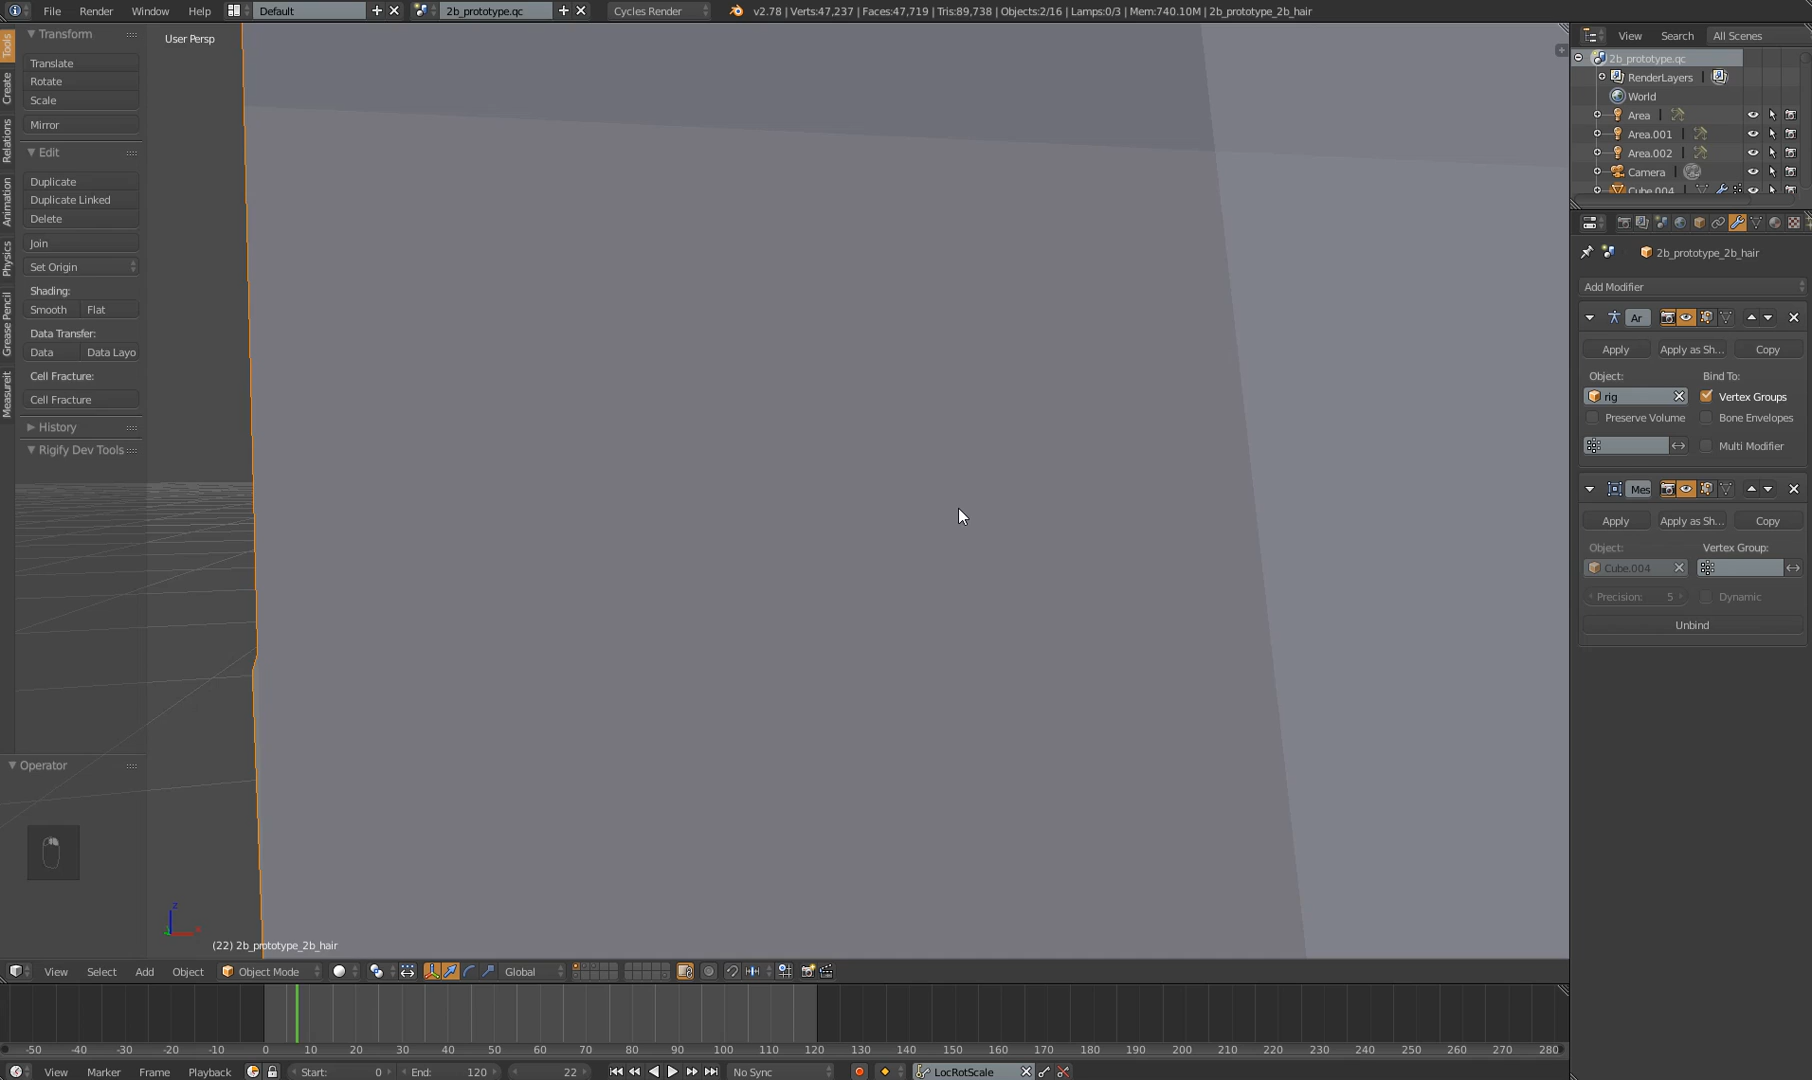 File Render Window Help Default 2b_prototype.qc Cycles Render v2.78 | Verts:47,237 | Faces:47,719 | Tris:89,738 | Objects:2/16 | Lamps:0/3 | Mem:740.10M | 2b_prototype_2b_hair
Tools
Create
Relations
Animation
Physics
Grease Pencil
Measureit
Transform
Translate
Rotate
Scale
Mirror
Edit
Duplicate
Duplicate Linked
Delete
Join
Set Origin
Shading:
Smooth Flat
Data Transfer:
Data Data Layo
Cell Fracture:
Cell Fracture
History
Rigify Dev Tools
Operator
User Persp
z
(22) 2b_prototype_2b_hair
View Search All Scenes
2b_prototype.qc
RenderLayers
World
Area
Area.001
Area.002
Camera
Cube.004
2b_prototype_2b_hair
Add Modifier
Ar
Apply Apply as Sh... Copy
Object: Bind To:
rig Vertex Groups
Preserve Volume Bone Envelopes
Multi Modifier
Mes
Apply Apply as Sh... Copy
Object: Vertex Group:
Cube.004
Precision: 5 Dynamic
Unbind
View Select Add Object Object Mode Global
-50 -40 -30 -20 -10 0 10 20 30 40 50 60 70 80 90 100 110 120 130 140 150 160 170 180 190 200 210 220 230 240 250 260 270 280
View Marker Frame Playback Start: 0 End: 120 22 No Sync LocRotScale